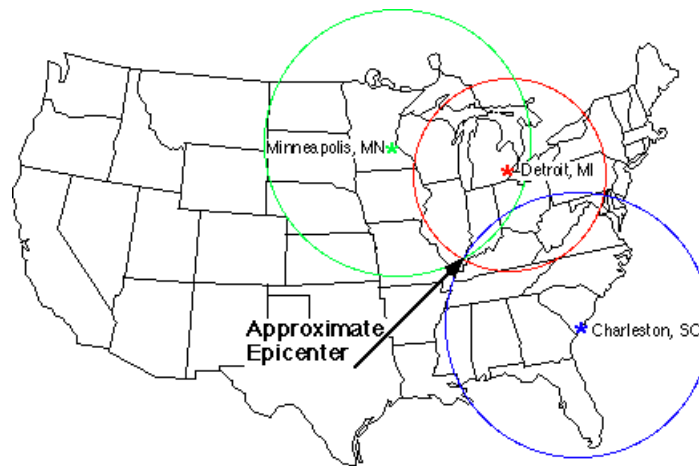 Minneapolis, MN
Detroit, MI
Approximate
Epicenter
Charleston, SC